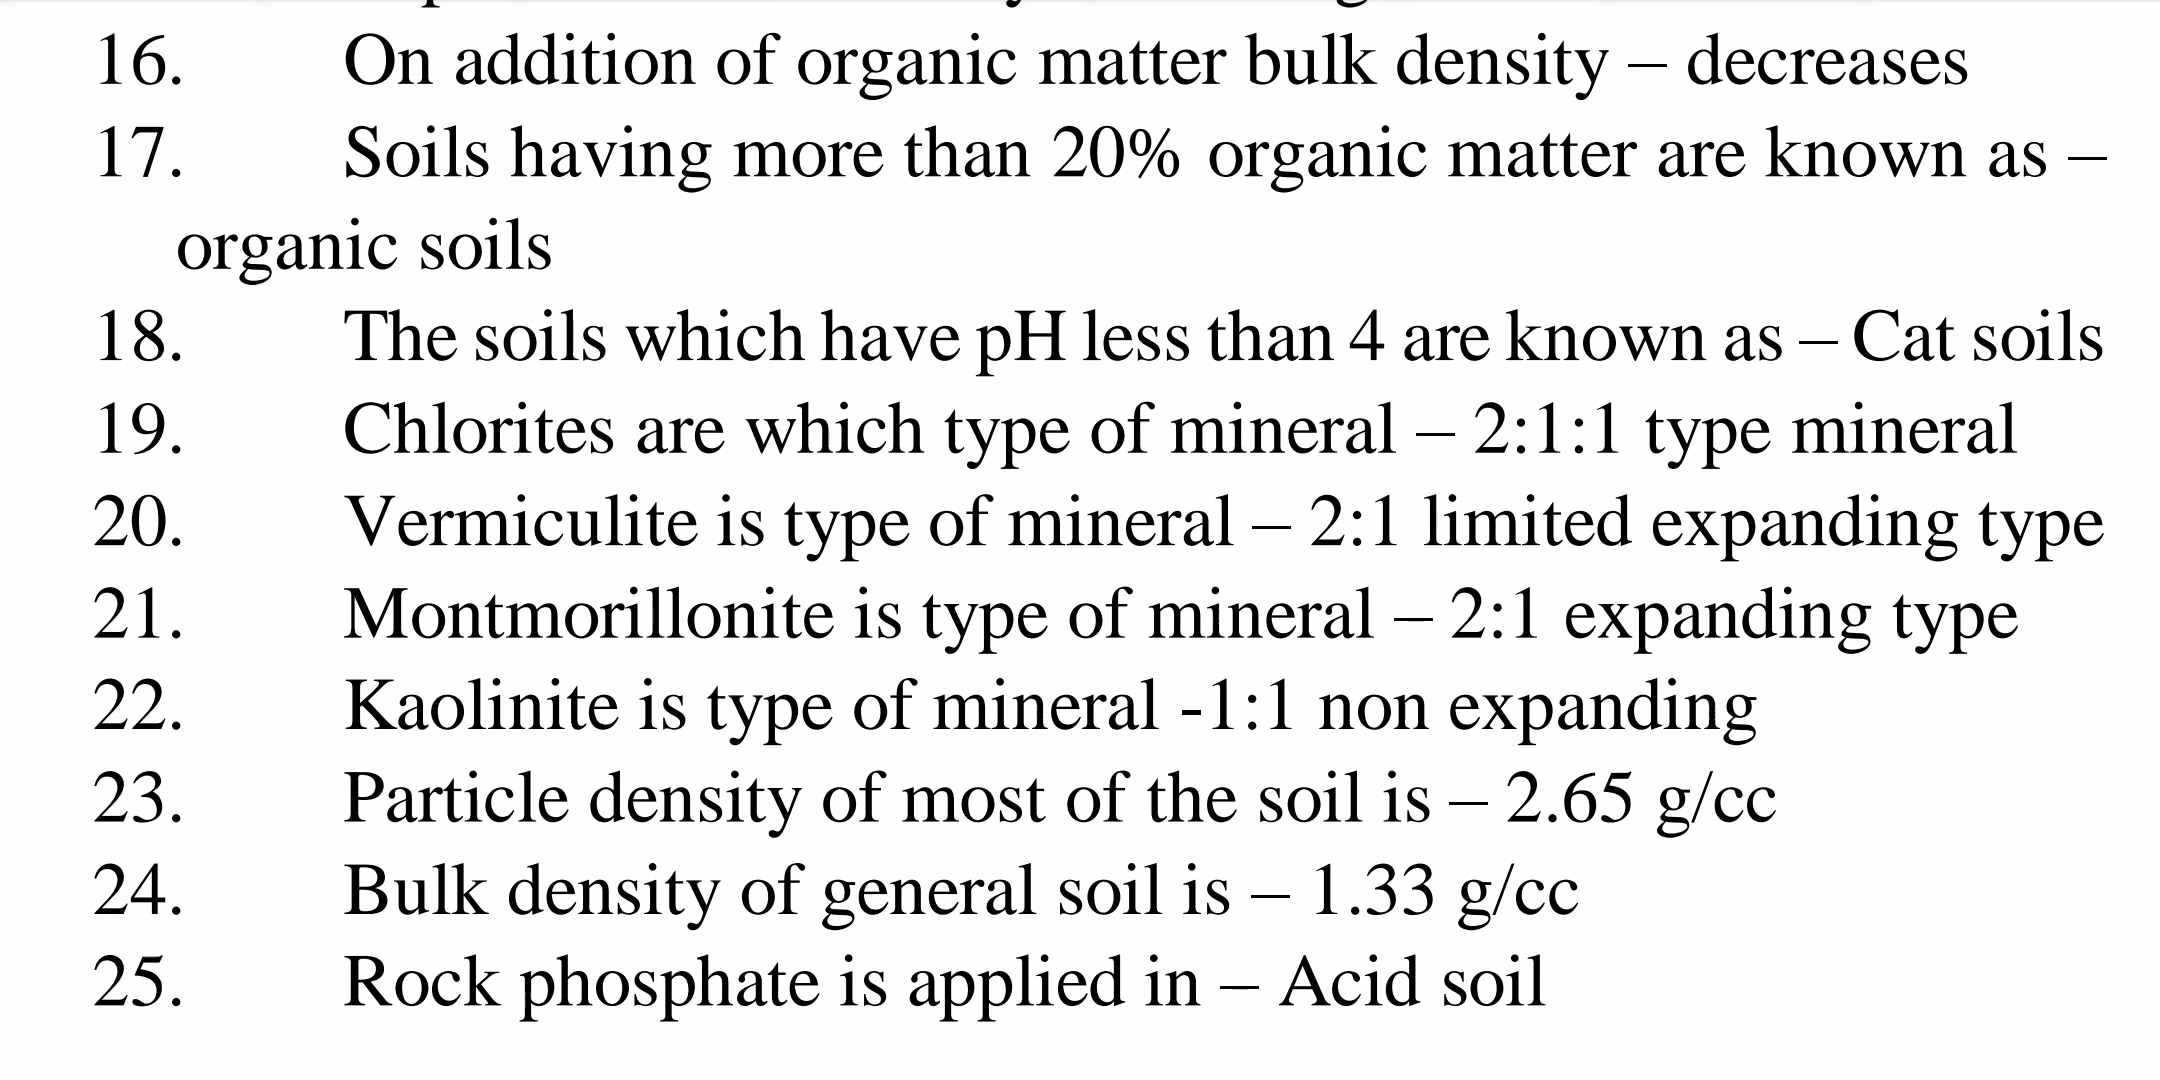 16. On addition of organic matter bulk density – decreases
17. Soils having more than 20% organic matter are known as –
organic soils
18. The soils which have pH less than 4 are known as – Cat soils
19. Chlorites are which type of mineral – 2:1:1 type mineral
20. Vermiculite is type of mineral – 2:1 limited expanding type
21. Montmorillonite is type of mineral – 2:1 expanding type
22. Kaolinite is type of mineral -1:1 non expanding
23. Particle density of most of the soil is – 2.65 g/cc
24. Bulk density of general soil is – 1.33 g/cc
25. Rock phosphate is applied in – Acid soil